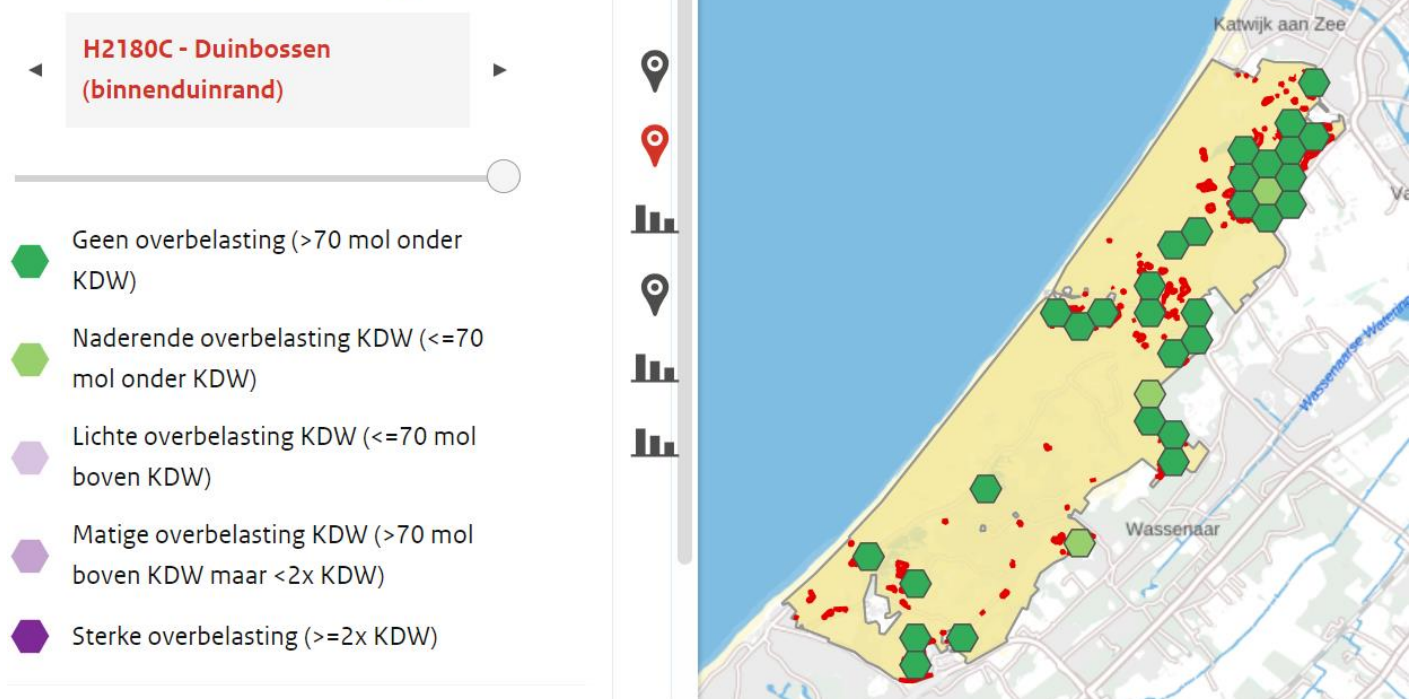 H2180C - Duinbossen
(binnenduinrand)
Geen overbelasting (>70 mol onder
KDW)
Naderende overbelasting KDW (<=70
mol onder KDW)
Lichte overbelasting KDW (<=70 mol
boven KDW)
Matige overbelasting KDW (>70 mol
boven KDW maar <2x KDW)
Sterke overbelasting (>=2x KDW)
Katwijk aan Zee
Va
Wassenaarse Watering
Wassenaar